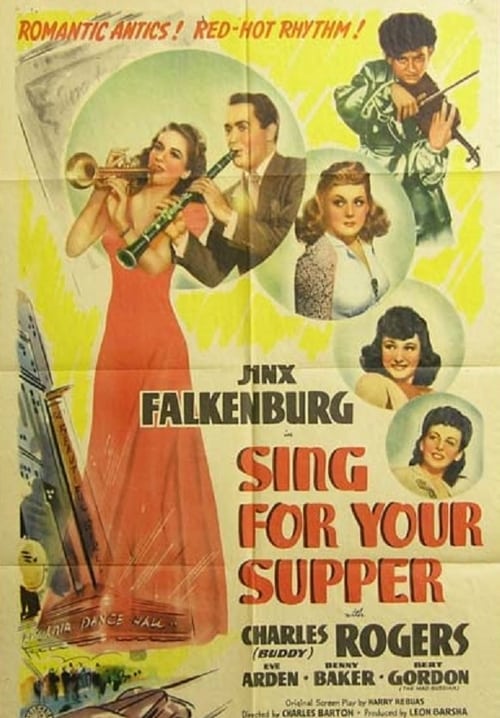 ROMANTIC ANTICS! RED-HOT RHYTHM!
JINX
FALKENBURG
in
SING
FOR YOUR
SUPPER
with
CHARLES (BUDDY) ROGERS
EVE ARDEN • BENNY BAKER • BERT GORDON
(THE MAD RUSSIAN)
DANCE HALL
Original Screen Play by HARRY REBUAS
Directed by CHARLES BARTON • Produced by LEON BARSHA